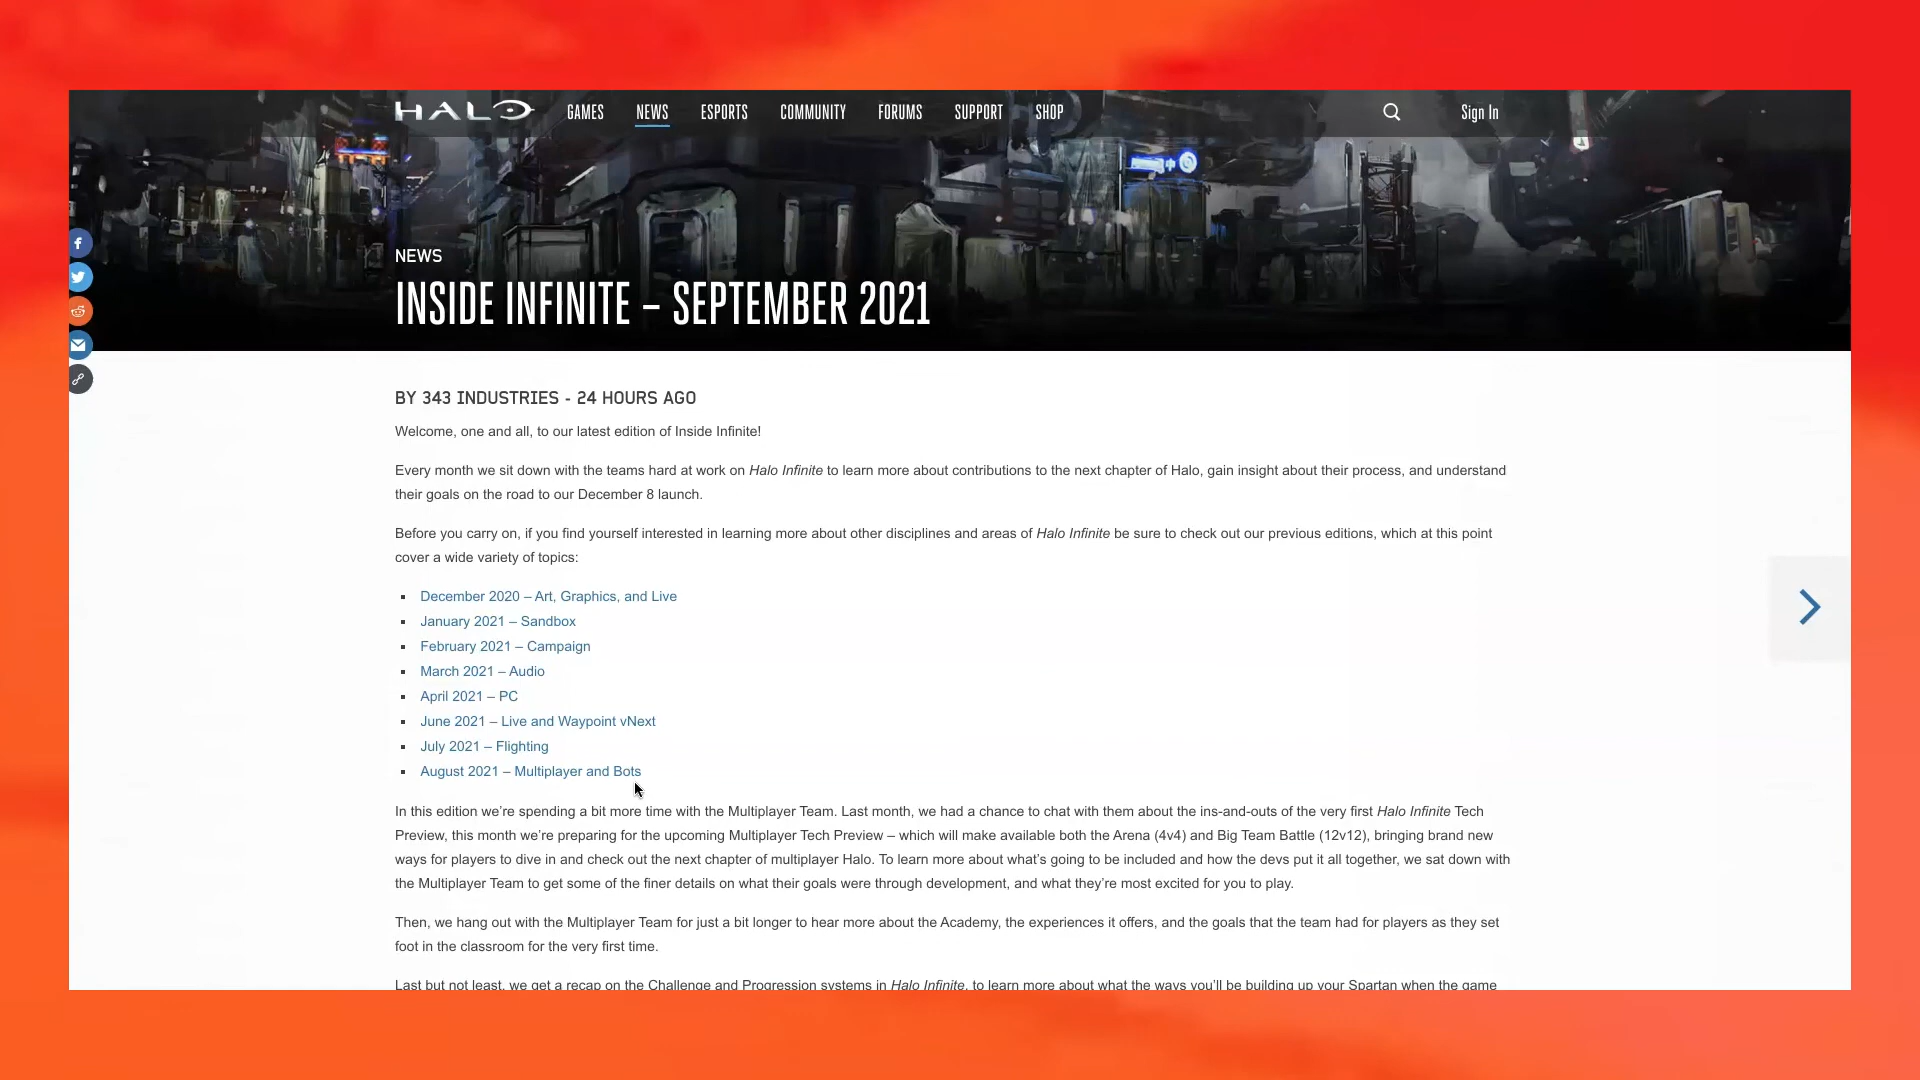 HALO GAMES NEWS ESPORTS COMMUNITY FORUMS SUPPORT SHOP Sign In
NEWS
INSIDE INFINITE – SEPTEMBER 2021
BY 343 INDUSTRIES - 24 HOURS AGO
Welcome, one and all, to our latest edition of Inside Infinite!
Every month we sit down with the teams hard at work on Halo Infinite to learn more about contributions to the next chapter of Halo, gain insight about their process, and understand
their goals on the road to our December 8 launch.
Before you carry on, if you find yourself interested in learning more about other disciplines and areas of Halo Infinite be sure to check out our previous editions, which at this point
cover a wide variety of topics:
December 2020 – Art, Graphics, and Live
January 2021 – Sandbox
February 2021 – Campaign
March 2021 – Audio
April 2021 – PC
June 2021 – Live and Waypoint vNext
July 2021 – Flighting
August 2021 – Multiplayer and Bots
In this edition we're spending a bit more time with the Multiplayer Team. Last month, we had a chance to chat with them about the ins-and-outs of the very first Halo Infinite Tech
Preview, this month we're preparing for the upcoming Multiplayer Tech Preview – which will make available both the Arena (4v4) and Big Team Battle (12v12), bringing brand new
ways for players to dive in and check out the next chapter of multiplayer Halo. To learn more about what's going to be included and how the devs put it all together, we sat down with
the Multiplayer Team to get some of the finer details on what their goals were through development, and what they're most excited for you to play.
Then, we hang out with the Multiplayer Team for just a bit longer to hear more about the Academy, the experiences it offers, and the goals that the team had for players as they set
foot in the classroom for the very first time.
Last but not least, we get a recap on the Challenge and Progression systems in Halo Infinite, to learn more about what the ways you'll be building up your Spartan when the game